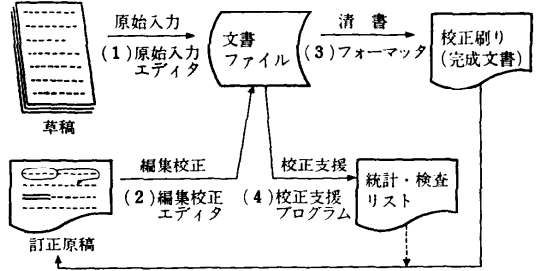 原始入力
(1)原始入力
エディタ
草稿
文書
ファイル
清 書
(3)フォーマッタ
校正刷り
(完成文書)
編集校正
(2)編集校正
エディタ
訂正原稿
校正支援
(4)校正支援
プログラム
統計・検査
リスト